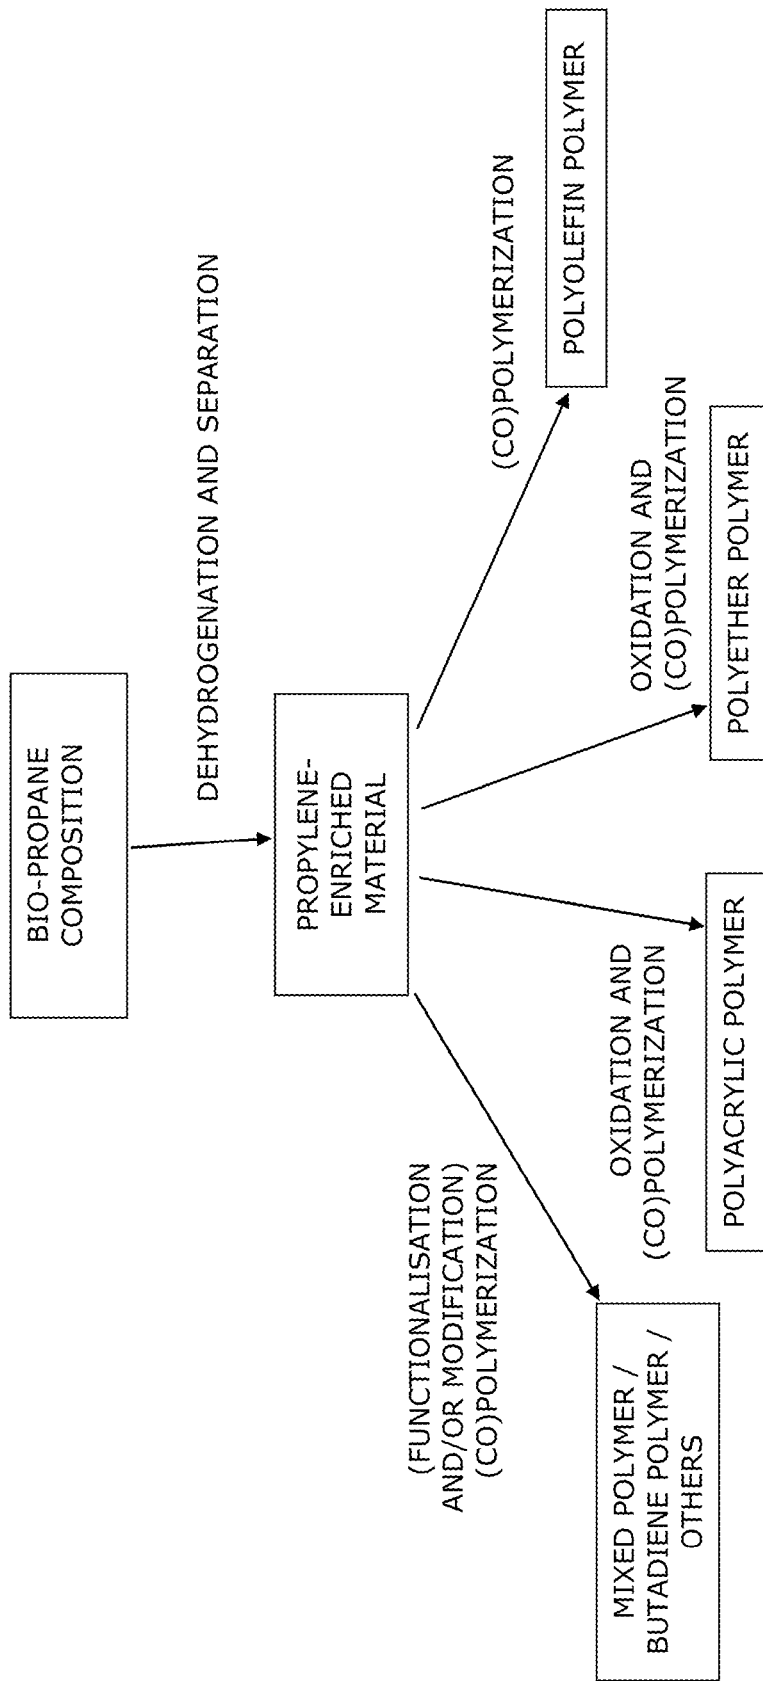 BIO-PROPANE
COMPOSITION
DEHYDROGENATION AND SEPARATION
PROPYLENE-
ENRICHED
MATERIAL
(FUNCTIONALISATION
AND/OR MODIFICATION)
(CO)POLYMERIZATION
OXIDATION AND
(CO)POLYMERIZATION
OXIDATION AND
(CO)POLYMERIZATION
(CO)POLYMERIZATION
MIXED POLYMER /
BUTADIENE POLYMER /
OTHERS
POLYACRYLIC POLYMER
POLYETHER POLYMER
POLYOLEFIN POLYMER